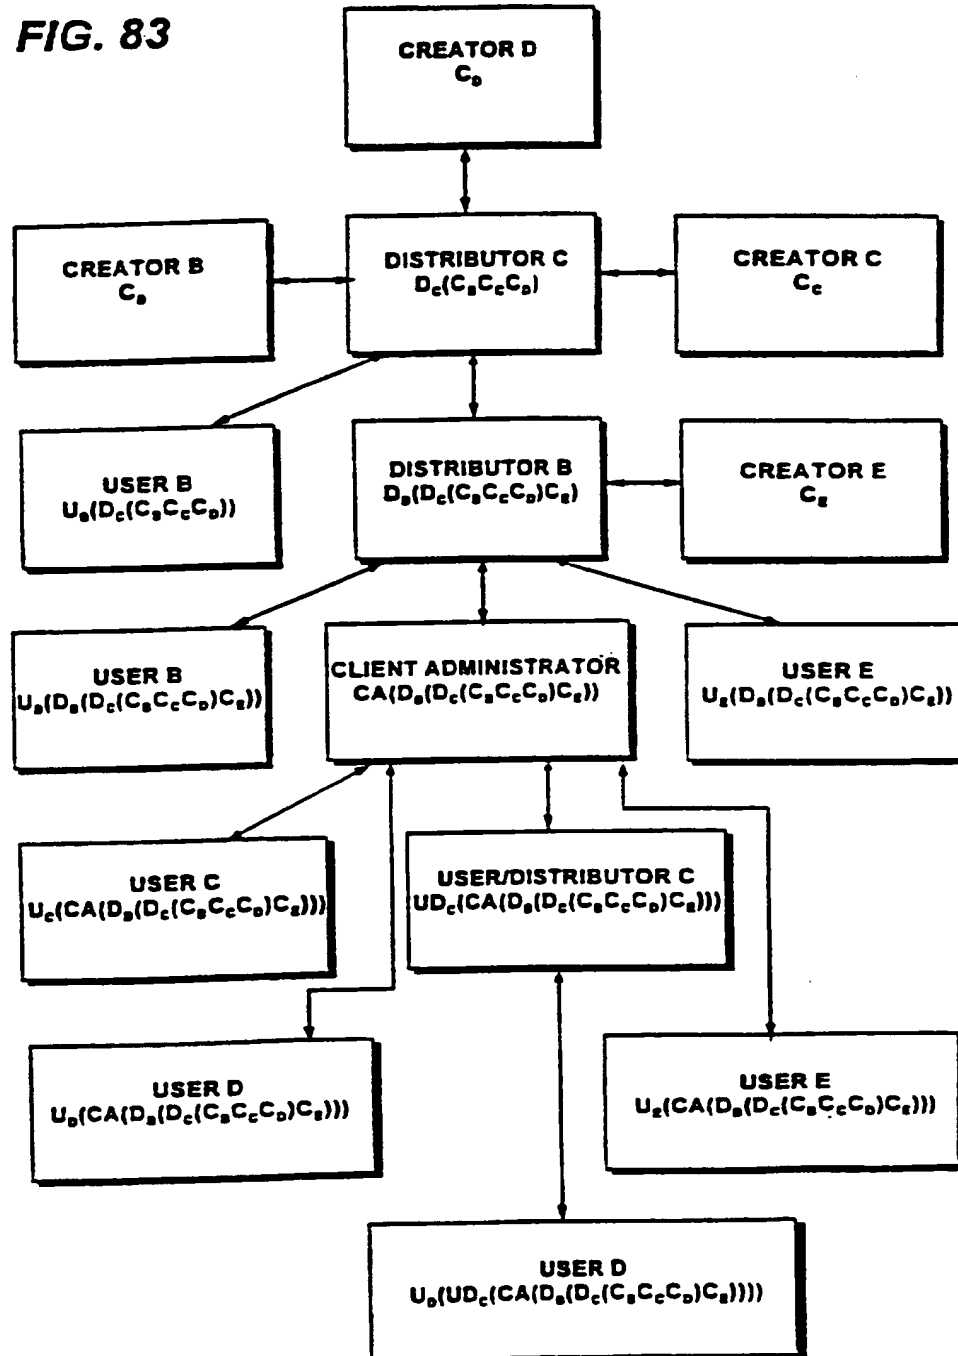 FIG. 83
CREATOR D
C_D
CREATOR B
C_B
DISTRIBUTOR C
D_C(C_BC_CC_D)
CREATOR C
C_C
USER B
U_B(D_C(C_BC_CC_D))
DISTRIBUTOR B
D_B(D_C(C_BC_CC_D)C_E)
CREATOR E
C_E
USER B
U_B(D_B(D_C(C_BC_CC_D)C_E))
CLIENT ADMINISTRATOR
CA(D_B(D_C(C_BC_CC_D)C_E))
USER E
U_E(D_B(D_C(C_BC_CC_D)C_E))
USER C
U_C(CA(D_B(D_C(C_BC_CC_D)C_E)))
USER/DISTRIBUTOR C
UD_C(CA(D_B(D_C(C_BC_CC_D)C_E)))
USER D
U_D(CA(D_B(D_C(C_BC_CC_D)C_E)))
USER E
U_E(CA(D_B(D_C(C_BC_CC_D)C_E)))
USER D
U_D(UD_C(CA(D_B(D_C(C_BC_CC_D)C_E))))